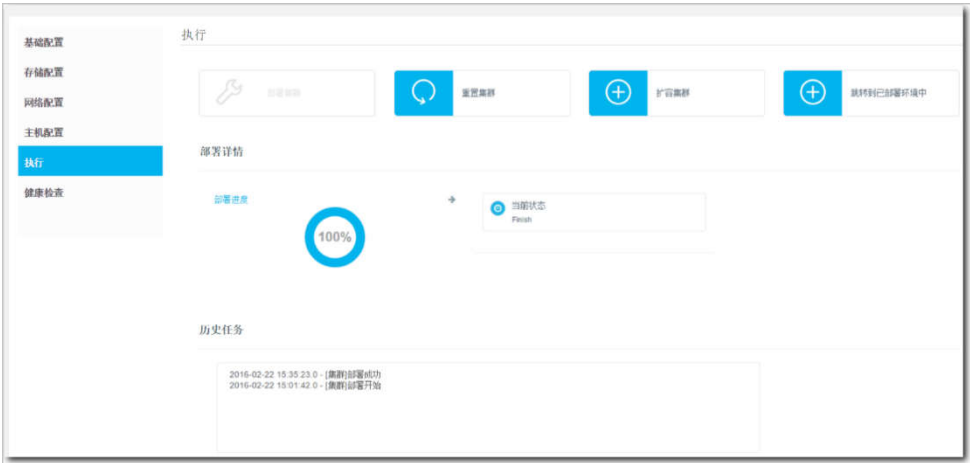 基础配置
存储配置
网络配置
主机配置
执行
健康检查
执行
部署集群
重置集群
扩容集群
跳转到已部署环境中
部署详情
部署进度
100%
当前状态
Finish
历史任务
2016-02-22 15:35:23.0 - [集群]部署成功
2016-02-22 15:01:42.0 - [集群]部署开始